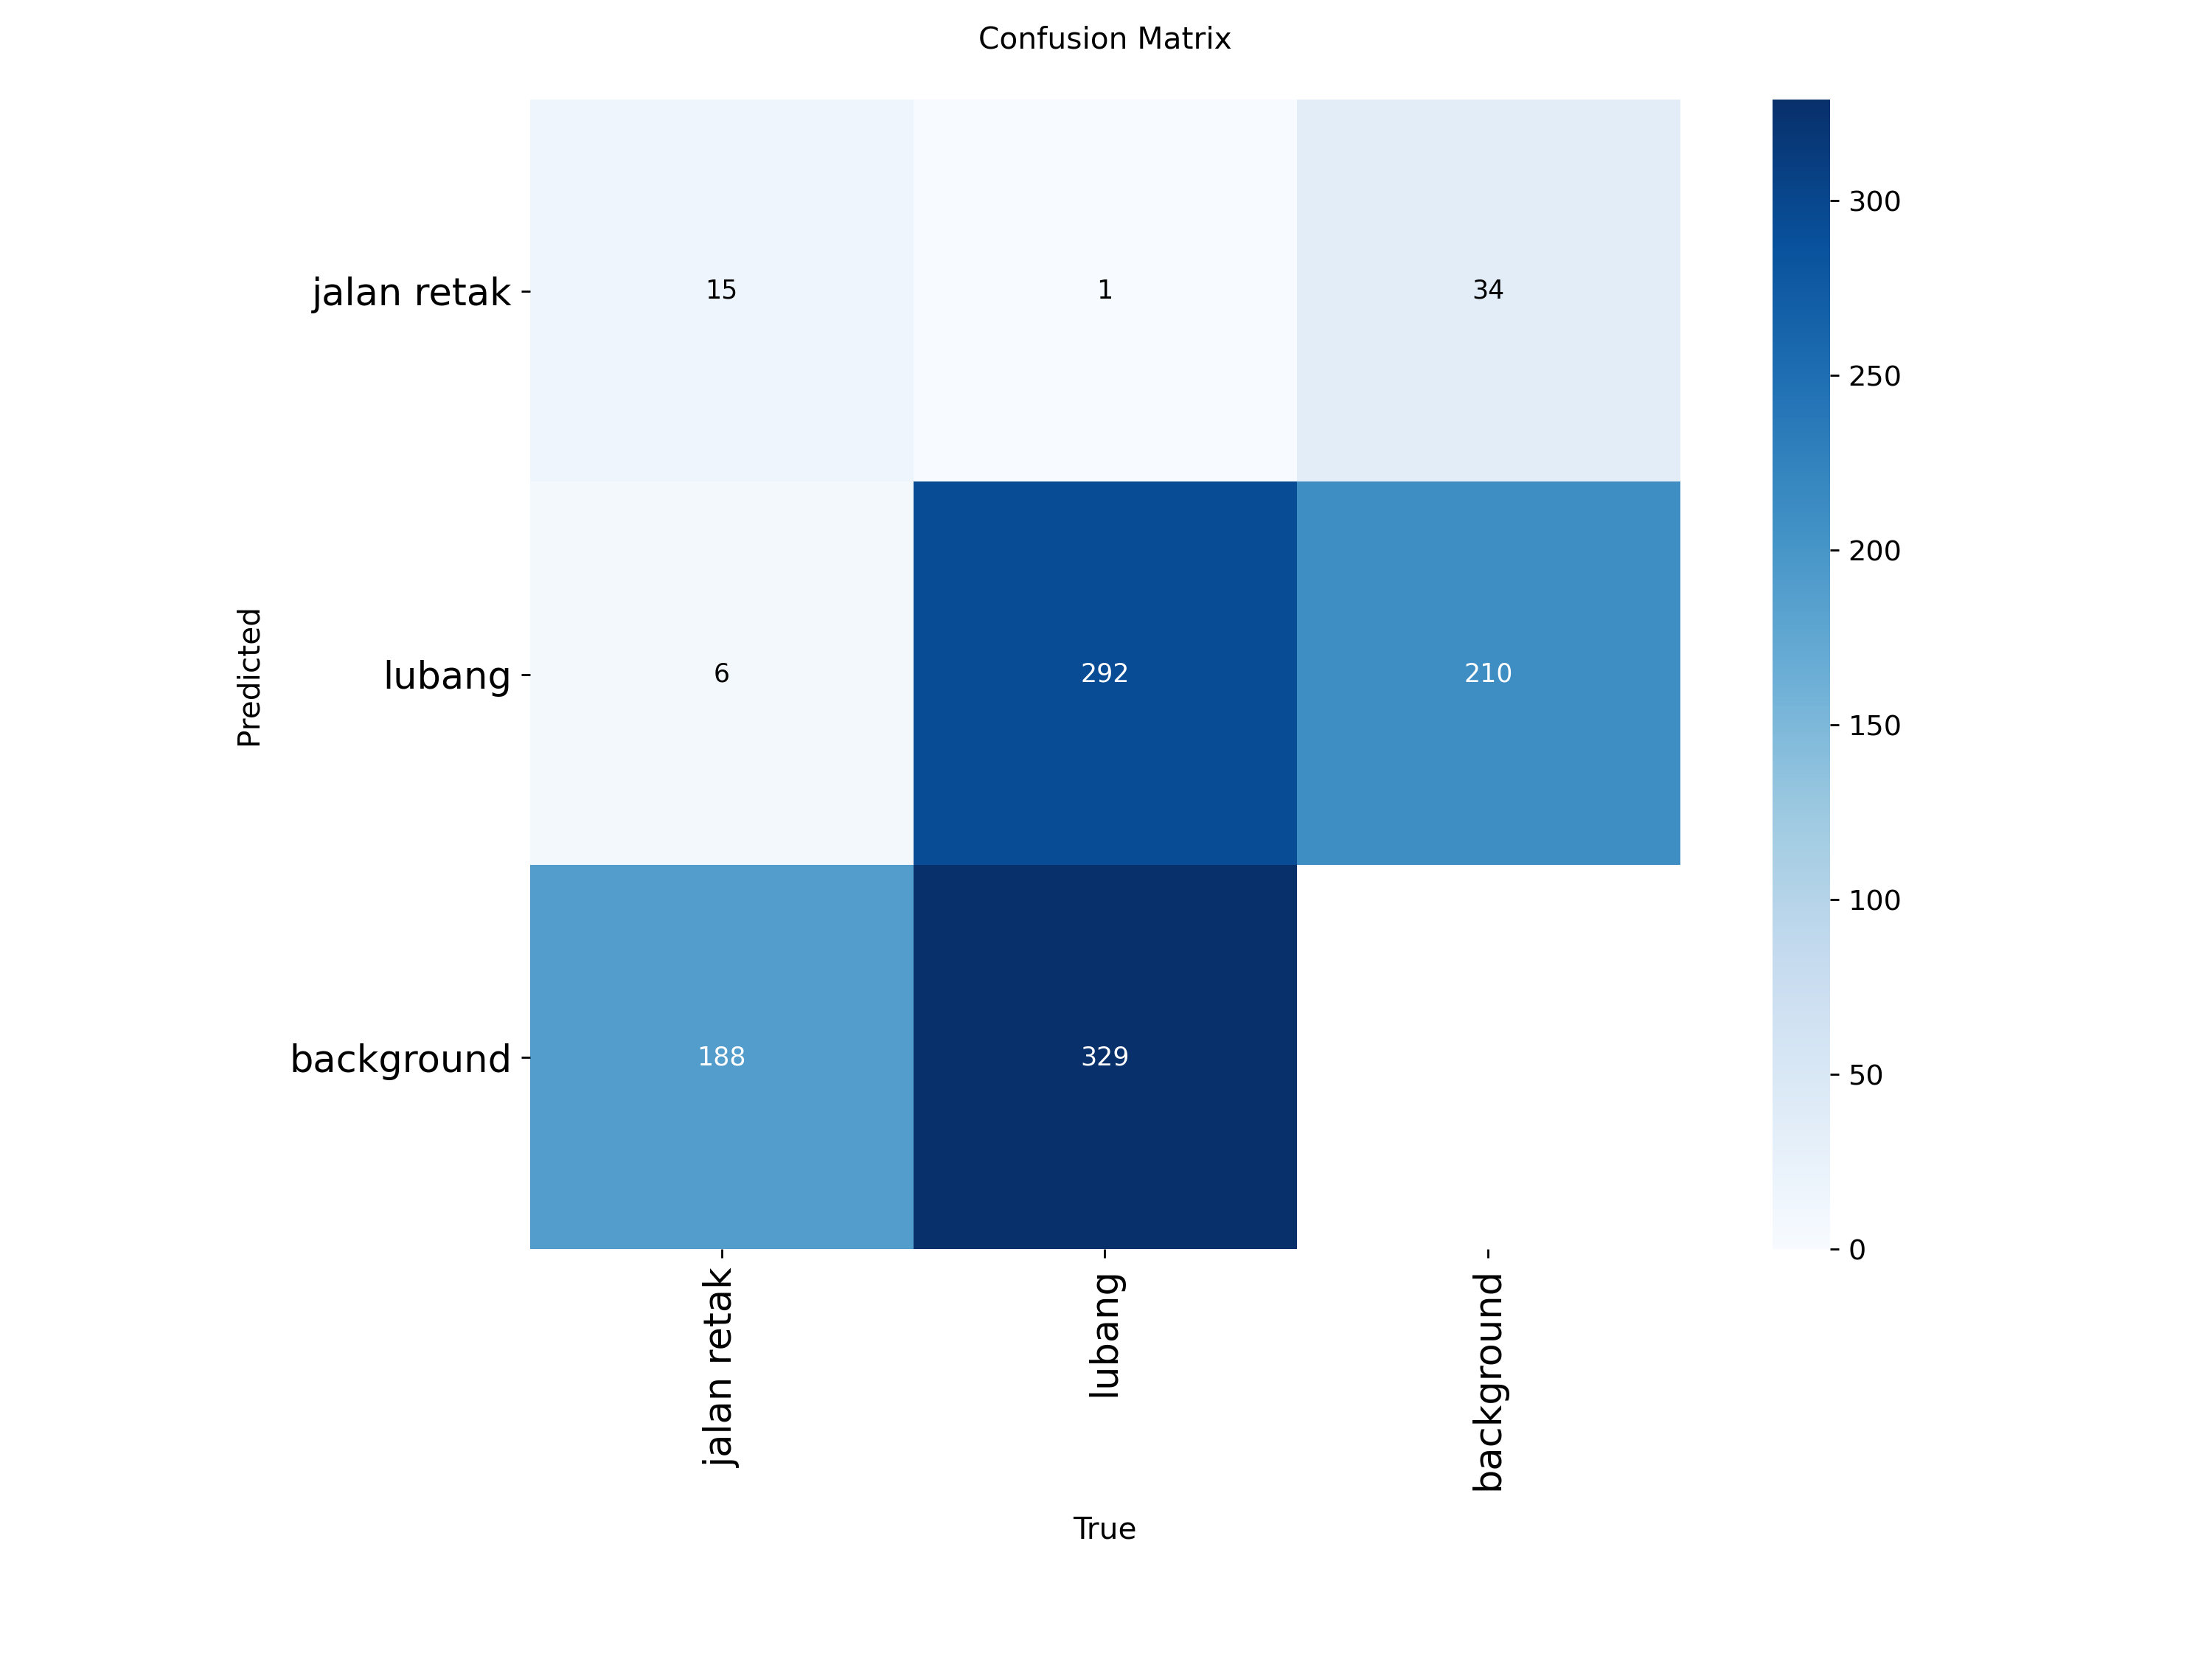 Confusion Matrix
Predicted
jalan retak
15
1
34
lubang
6
292
210
background
188
329
jalan retak
lubang
background
True
300
250
200
150
100
50
0